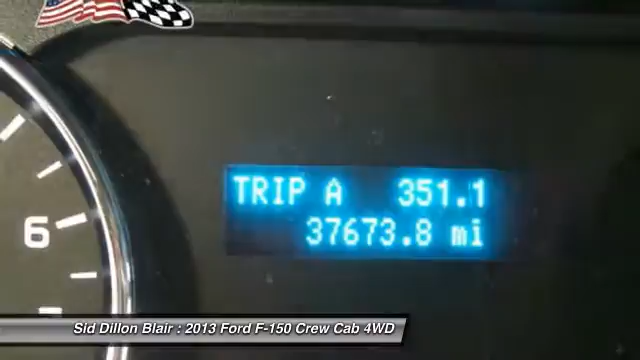 TRIP A 351.1
37673.8 mi
6
Sid Dillon Blair : 2013 Ford F-150 Crew Cab 4WD